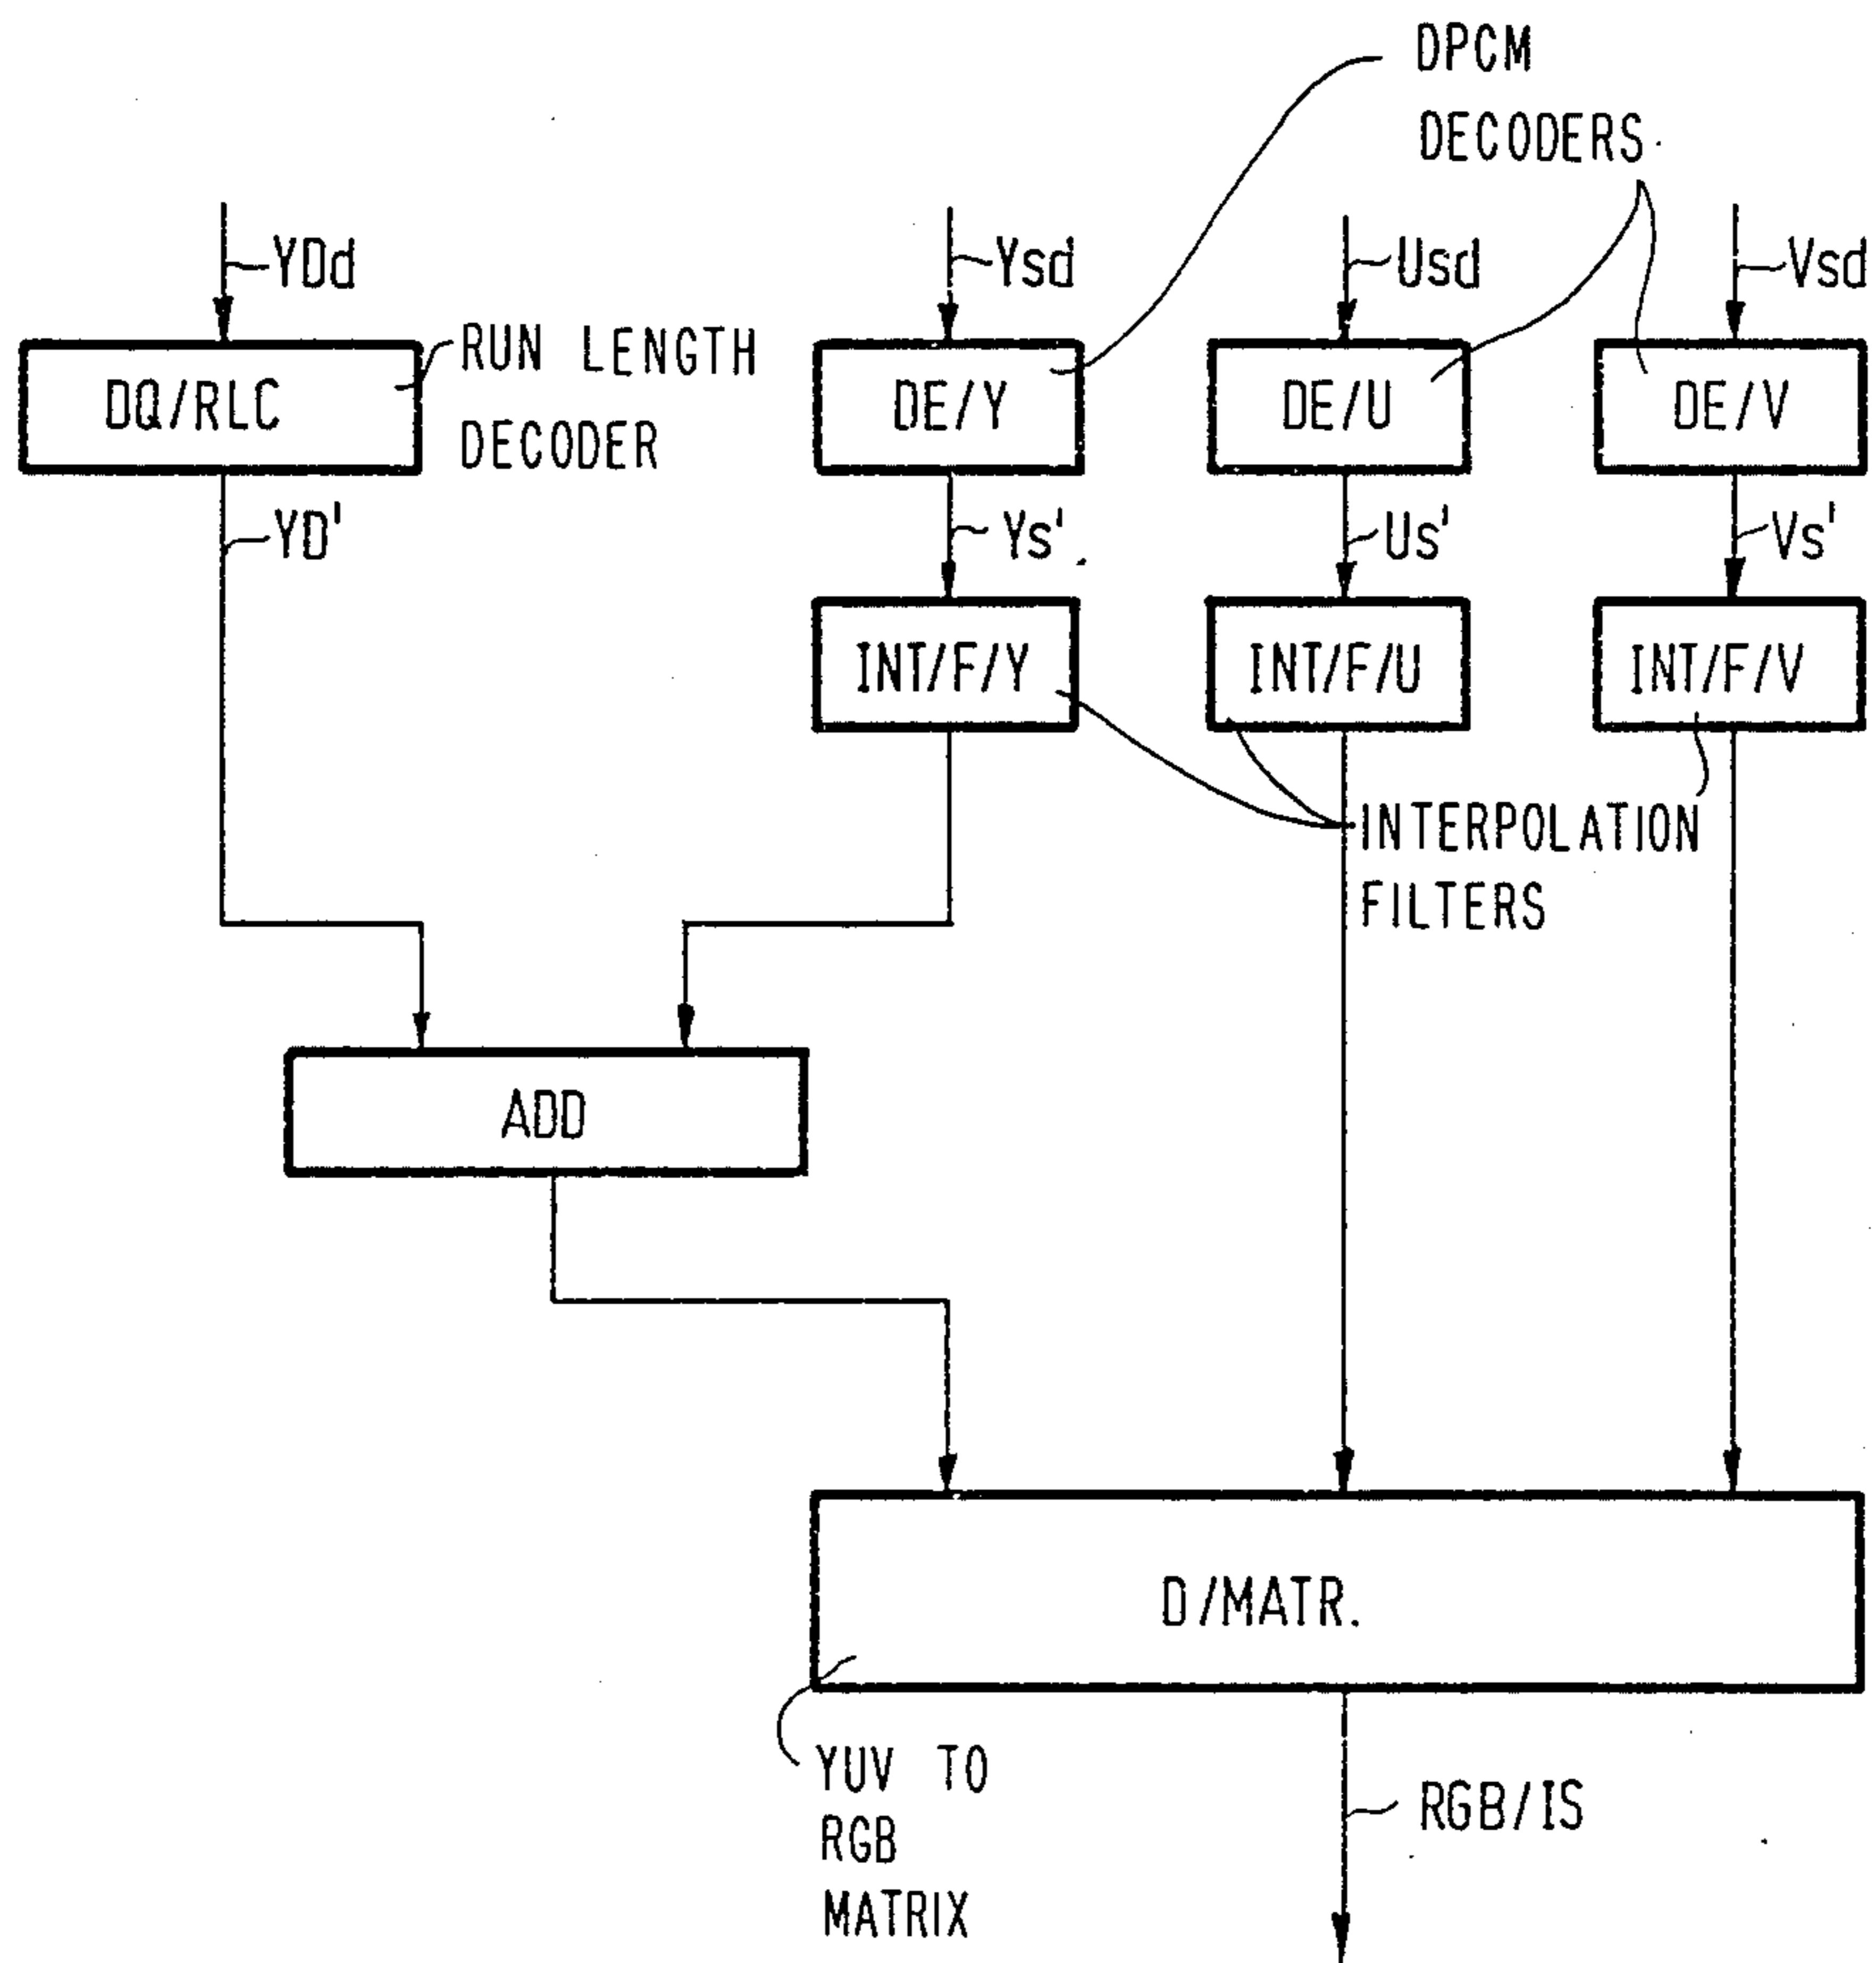 DPCM
DECODERS
YDd
Ysd
Usd
Vsd
DQ/RLC
RUN LENGTH
DECODER
DE/Y
DE/U
DE/V
YD'
Ys'
Us'
Vs'
INT/F/Y
INT/F/U
INT/F/V
INTERPOLATION
FILTERS
ADD
D/MATR.
YUV TO
RGB
MATRIX
RGB/IS